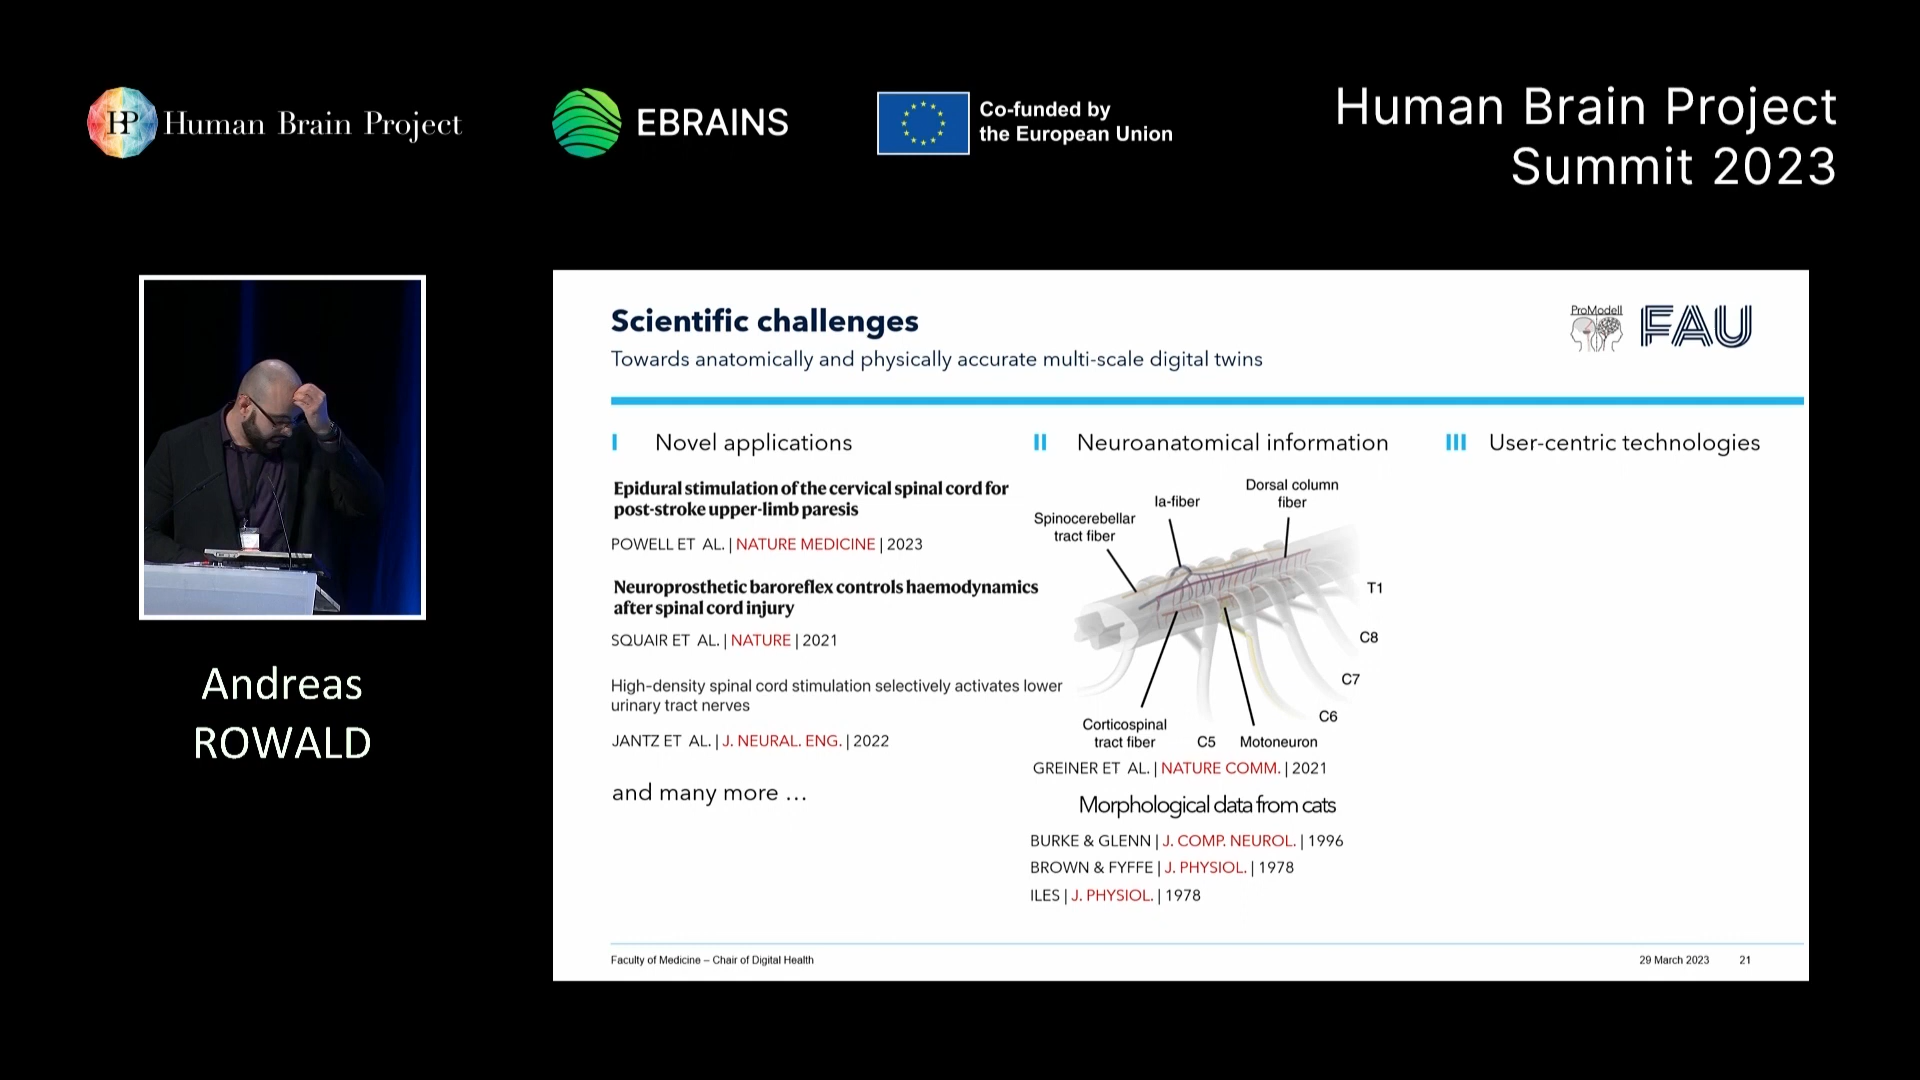 HP Human Brain Project
EBRAINS
Co-funded by
the European Union
Human Brain Project
Summit 2023
Andreas
ROWALD
Scientific challenges
Towards anatomically and physically accurate multi-scale digital twins
ProModell
FAU
I Novel applications
Epidural stimulation of the cervical spinal cord for
post-stroke upper-limb paresis
POWELL ET AL. | NATURE MEDICINE | 2023
Neuroprosthetic baroreflex controls haemodynamics
after spinal cord injury
SQUAIR ET AL. | NATURE | 2021
High-density spinal cord stimulation selectively activates lower
urinary tract nerves
JANTZ ET AL. | J. NEURAL. ENG. | 2022
and many more ...
II Neuroanatomical information
Spinocerebellar
tract fiber
Ia-fiber
Dorsal column
fiber
T1
C8
C7
C6
Corticospinal
tract fiber
C5
Motoneuron
GREINER ET AL. | NATURE COMM. | 2021
Morphological data from cats
BURKE & GLENN | J. COMP. NEUROL. | 1996
BROWN & FYFFE | J. PHYSIOL. | 1978
ILES | J. PHYSIOL. | 1978
III User-centric technologies
Faculty of Medicine – Chair of Digital Health
29 March 2023
21